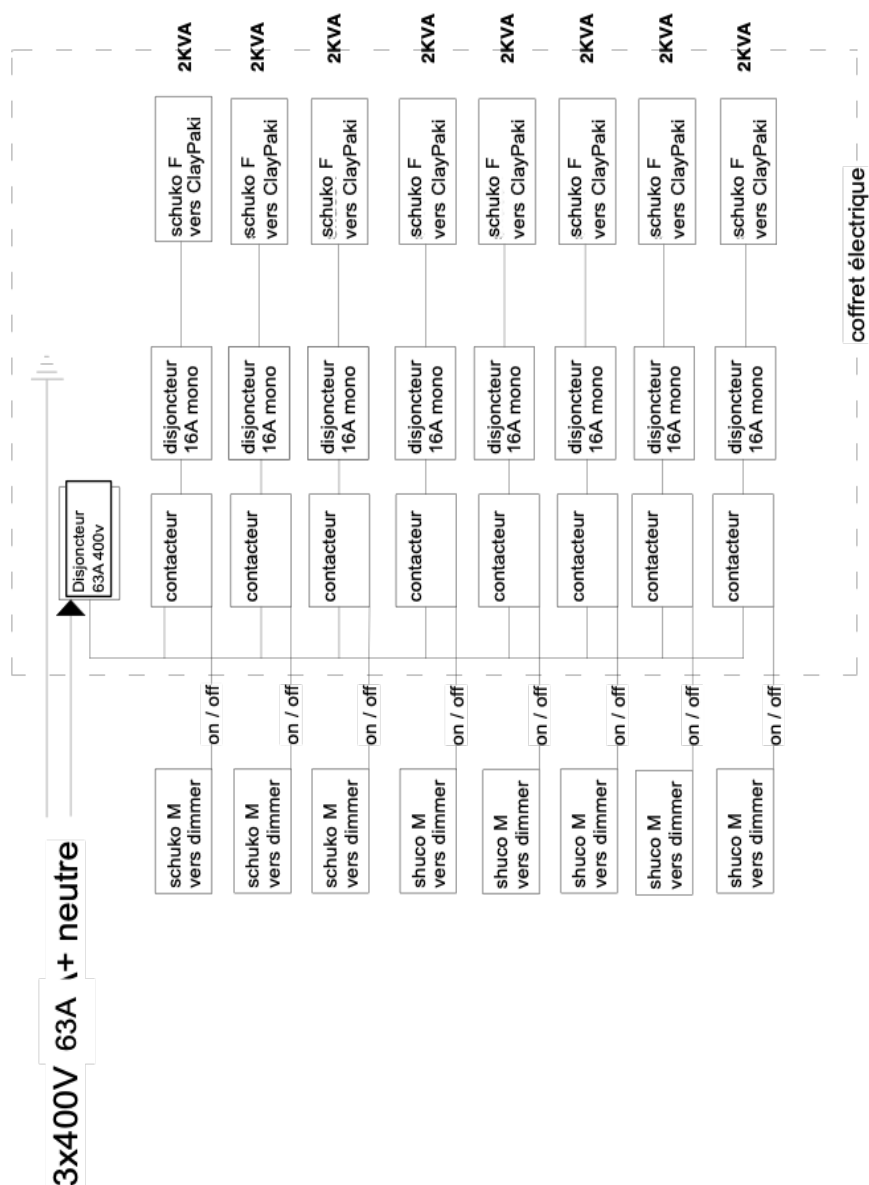 3x400V 63A + neutre
Disjoncteur
63A 400v
schuko M
vers dimmer
on / off
contacteur
disjoncteur
16A mono
schuko F
vers ClayPaki
2KVA
schuko M
vers dimmer
on / off
contacteur
disjoncteur
16A mono
schuko F
vers ClayPaki
2KVA
schuko M
vers dimmer
on / off
contacteur
disjoncteur
16A mono
schuko F
vers ClayPaki
2KVA
shuco M
vers dimmer
on / off
contacteur
disjoncteur
16A mono
schuko F
vers ClayPaki
2KVA
shuco M
vers dimmer
on / off
contacteur
disjoncteur
16A mono
schuko F
vers ClayPaki
2KVA
shuco M
vers dimmer
on / off
contacteur
disjoncteur
16A mono
schuko F
vers ClayPaki
2KVA
shuco M
vers dimmer
on / off
contacteur
disjoncteur
16A mono
schuko F
vers ClayPaki
2KVA
shuco M
vers dimmer
on / off
contacteur
disjoncteur
16A mono
schuko F
vers ClayPaki
2KVA
coffret électrique